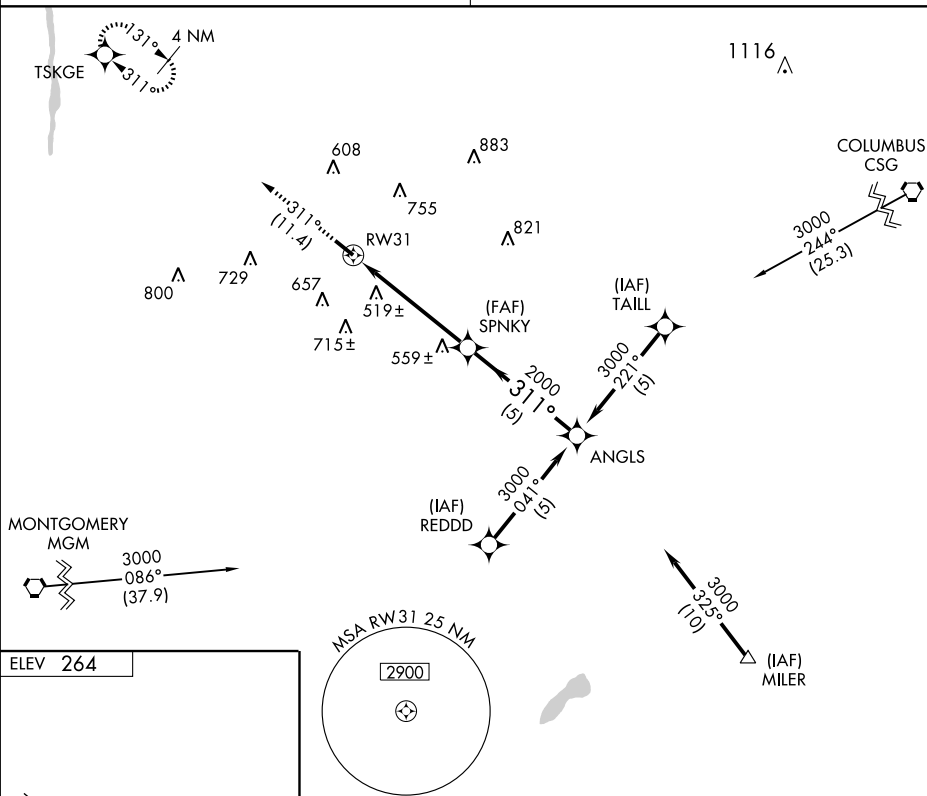 131°
4 NM
TSKGE
311°
1116
608
883
COLUMBUS
CSG
755
3000
244°
(25.3)
311°
(11.4)
RW31
821
729
800
657
519±
(IAF)
TAILL
(FAF)
SPNKY
715±
559±
3000
221°
(5)
2000
311°
(5)
ANGLS
3000
041°
(5)
(IAF)
REDDD
MONTGOMERY
MGM
3000
086°
(37.9)
3000
325°
(10)
MSA RW31 25 NM
2900
(IAF)
MILER
ELEV 264